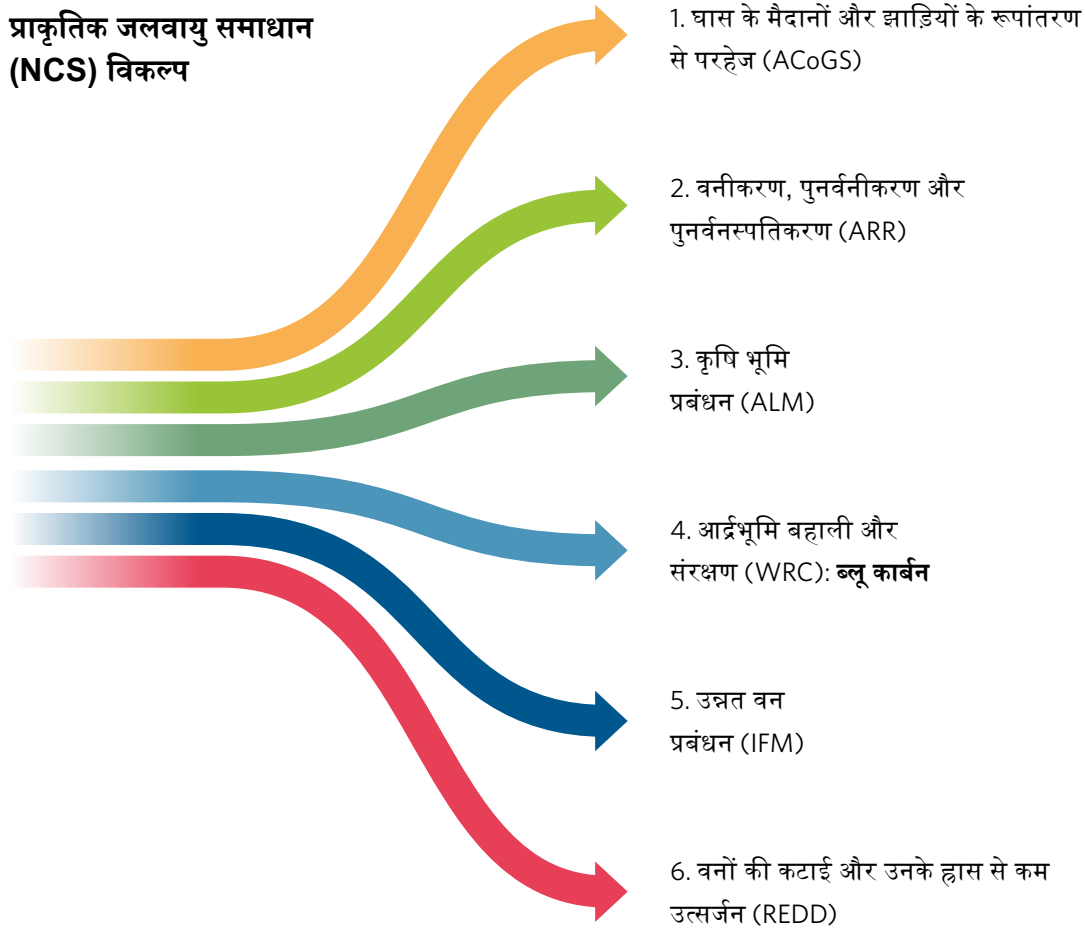 प्राकृतिक जलवायु समाधान
(NCS) विकल्प
1. घास के मैदानों और झाड़ियों के रूपांतरण
से परहेज (ACoGS)
2. वनीकरण, पुनर्वनीकरण और
पुनर्वनस्पतिकरण (ARR)
3. कृषि भूमि
प्रबंधन (ALM)
4. आर्द्रभूमि बहाली और
संरक्षण (WRC): ब्लू कार्बन
5. उन्नत वन
प्रबंधन (IFM)
6. वनों की कटाई और उनके ह्रास से कम
उत्सर्जन (REDD)